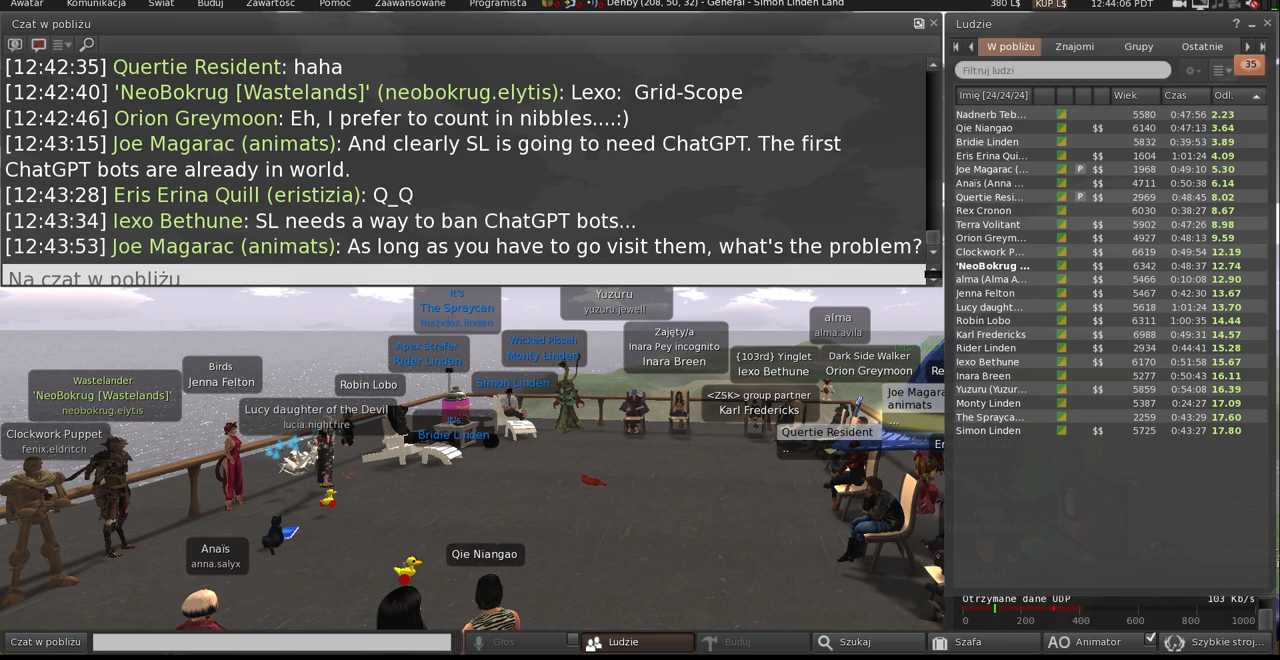 Awatar Komunikacja Świat Buduj Zawartość Pomoc Zaawansowane Programista Denby (208, 50, 32) - General - Simon Linden Land 380 L$ KUP L$ 12:44:06 PDT
Czat w pobliżu
[12:42:35] Quertie Resident: haha
[12:42:40] 'NeoBokrug [Wastelands]' (neobokrug.elytis): Lexo:  Grid-Scope
[12:42:46] Orion Greymoon: Eh, I prefer to count in nibbles....:)
[12:43:15] Joe Magarac (animats): And clearly SL is going to need ChatGPT. The first
ChatGPT bots are already in world.
[12:43:28] Eris Erina Quill (eristizia): Q_Q
[12:43:34] Iexo Bethune: SL needs a way to ban ChatGPT bots...
[12:43:53] Joe Magarac (animats): As long as you have to go visit them, what's the problem?
Na czat w pobliżu
It's
The Spraycan
mazidox.linden
Yuzuru
yuzuru.jewell
alma
alma.avila
Apex Strafer
Rider Linden
Wicked Pissah
Monty Linden
Zajęty/a
Inara Pey incognito
Inara Breen
{103rd} Yinglet
Iexo Bethune
Dark Side Walker
Orion Greymoon
Re
Birds
Jenna Felton
Robin Lobo
Simon Linden
Wastelander
'NeoBokrug [Wastelands]'
neobokrug.elytis
Lucy daughter of the Devil
lucia.nightfire
It's
Bridie Linden
<ZSK> group partner
Karl Fredericks
Joe Magara
animats
...
Clockwork Puppet
fenix.eldritch
Quertie Resident
..
Er
Anaïs
anna.salyx
Qie Niangao
Ludzie
W pobliżu Znajomi Grupy Ostatnie
Filtruj ludzi
35
Imię [24/24/24] Wiek Czas Odl.
Nadnerb Teb... 5580 0:47:56 2.23
Qie Niangao $$ 6140 0:47:13 3.64
Bridie Linden 5832 0:39:53 3.89
Eris Erina Qui... $$ 1604 1:01:24 4.09
Joe Magarac (... P $$ 1968 0:49:10 5.30
Anaïs (Anna ... $$ 4711 0:50:38 6.14
Quertie Resi... P $$ 2969 0:48:45 8.02
Rex Cronon 6030 0:38:27 8.67
Terra Volitant $$ 5902 0:47:26 8.98
Orion Greym... $$ 4927 0:48:13 9.59
Clockwork P... $$ 6619 0:49:54 12.19
'NeoBokrug ... $$ 6342 0:48:37 12.74
alma (Alma A... $$ 5466 0:10:08 12.90
Jenna Felton $$ 5467 0:42:30 13.67
Lucy daught... $$ 5618 1:01:24 13.70
Robin Lobo $$ 6311 1:00:35 14.44
Karl Fredericks $$ 6988 0:49:31 14.57
Rider Linden $$ 2934 0:44:41 15.28
Iexo Bethune $$ 6170 0:51:58 15.67
Inara Breen 5277 0:50:43 16.11
Yuzuru (Yuzur... $$ 5859 0:54:08 16.39
Monty Linden 5387 0:24:27 17.09
The Sprayca... 2259 0:43:29 17.60
Simon Linden $$ 5725 0:43:27 17.80
Otrzymane dane UDP 103 Kb/s
0 200 400 600 800 1000
Czat w pobliżu Głos Ludzie Buduj Szukaj Szafa AO Animator Szybkie stroj...